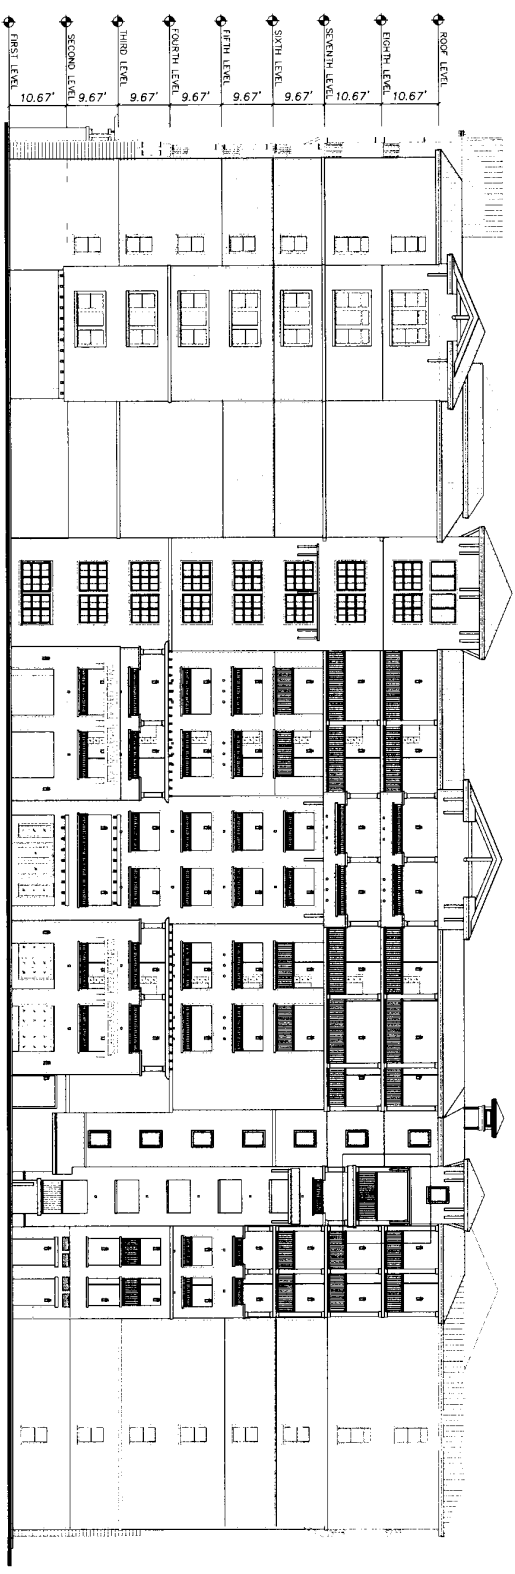 ROOF LEVEL
10.67'
EIGHTH LEVEL
10.67'
SEVENTH LEVEL
9.67'
SIXTH LEVEL
9.67'
FIFTH LEVEL
9.67'
FOURTH LEVEL
9.67'
THIRD LEVEL
9.67'
SECOND LEVEL
10.67'
FIRST LEVEL